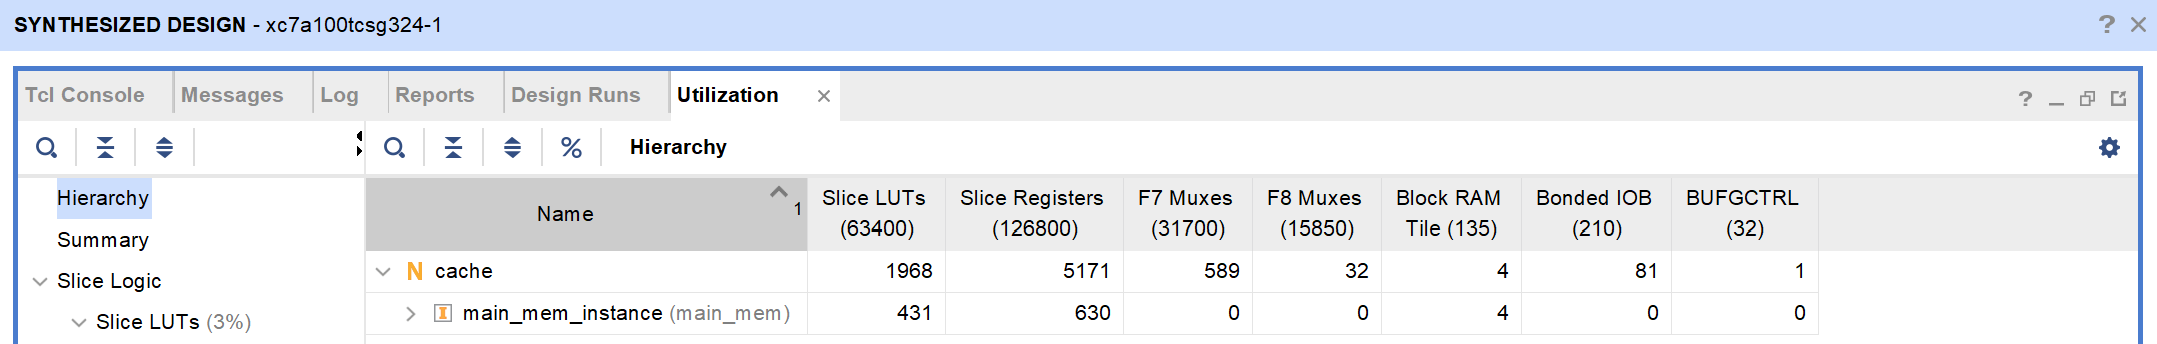 SYNTHESIZED DESIGN - xc7a100tcsg324-1
Tcl Console Messages Log Reports Design Runs Utilization
Hierarchy
Hierarchy
Summary
Slice Logic
Slice LUTs (3%)
Name 1 Slice LUTs (63400) Slice Registers (126800) F7 Muxes (31700) F8 Muxes (15850) Block RAM Tile (135) Bonded IOB (210) BUFGCTRL (32)
N cache 1968 5171 589 32 4 81 1
I main_mem_instance (main_mem) 431 630 0 0 4 0 0